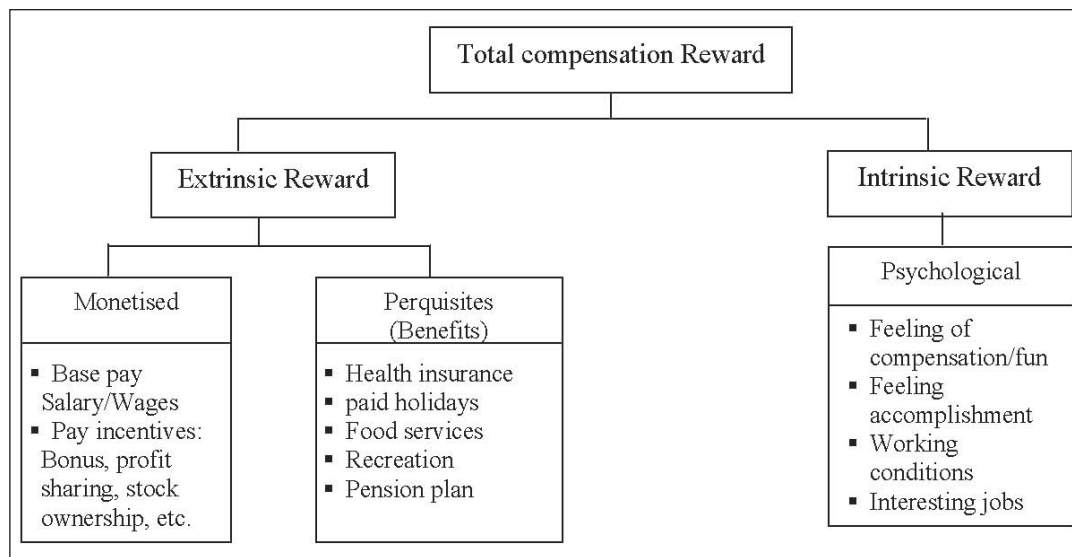 Total compensation Reward
Extrinsic Reward
Intrinsic Reward
Monetised
▪ Base pay
Salary/Wages
▪ Pay incentives:
Bonus, profit
sharing, stock
ownership, etc.
Perquisites
(Benefits)
▪ Health insurance
▪ paid holidays
▪ Food services
▪ Recreation
▪ Pension plan
Psychological
▪ Feeling of
compensation/fun
▪ Feeling
accomplishment
▪ Working
conditions
▪ Interesting jobs